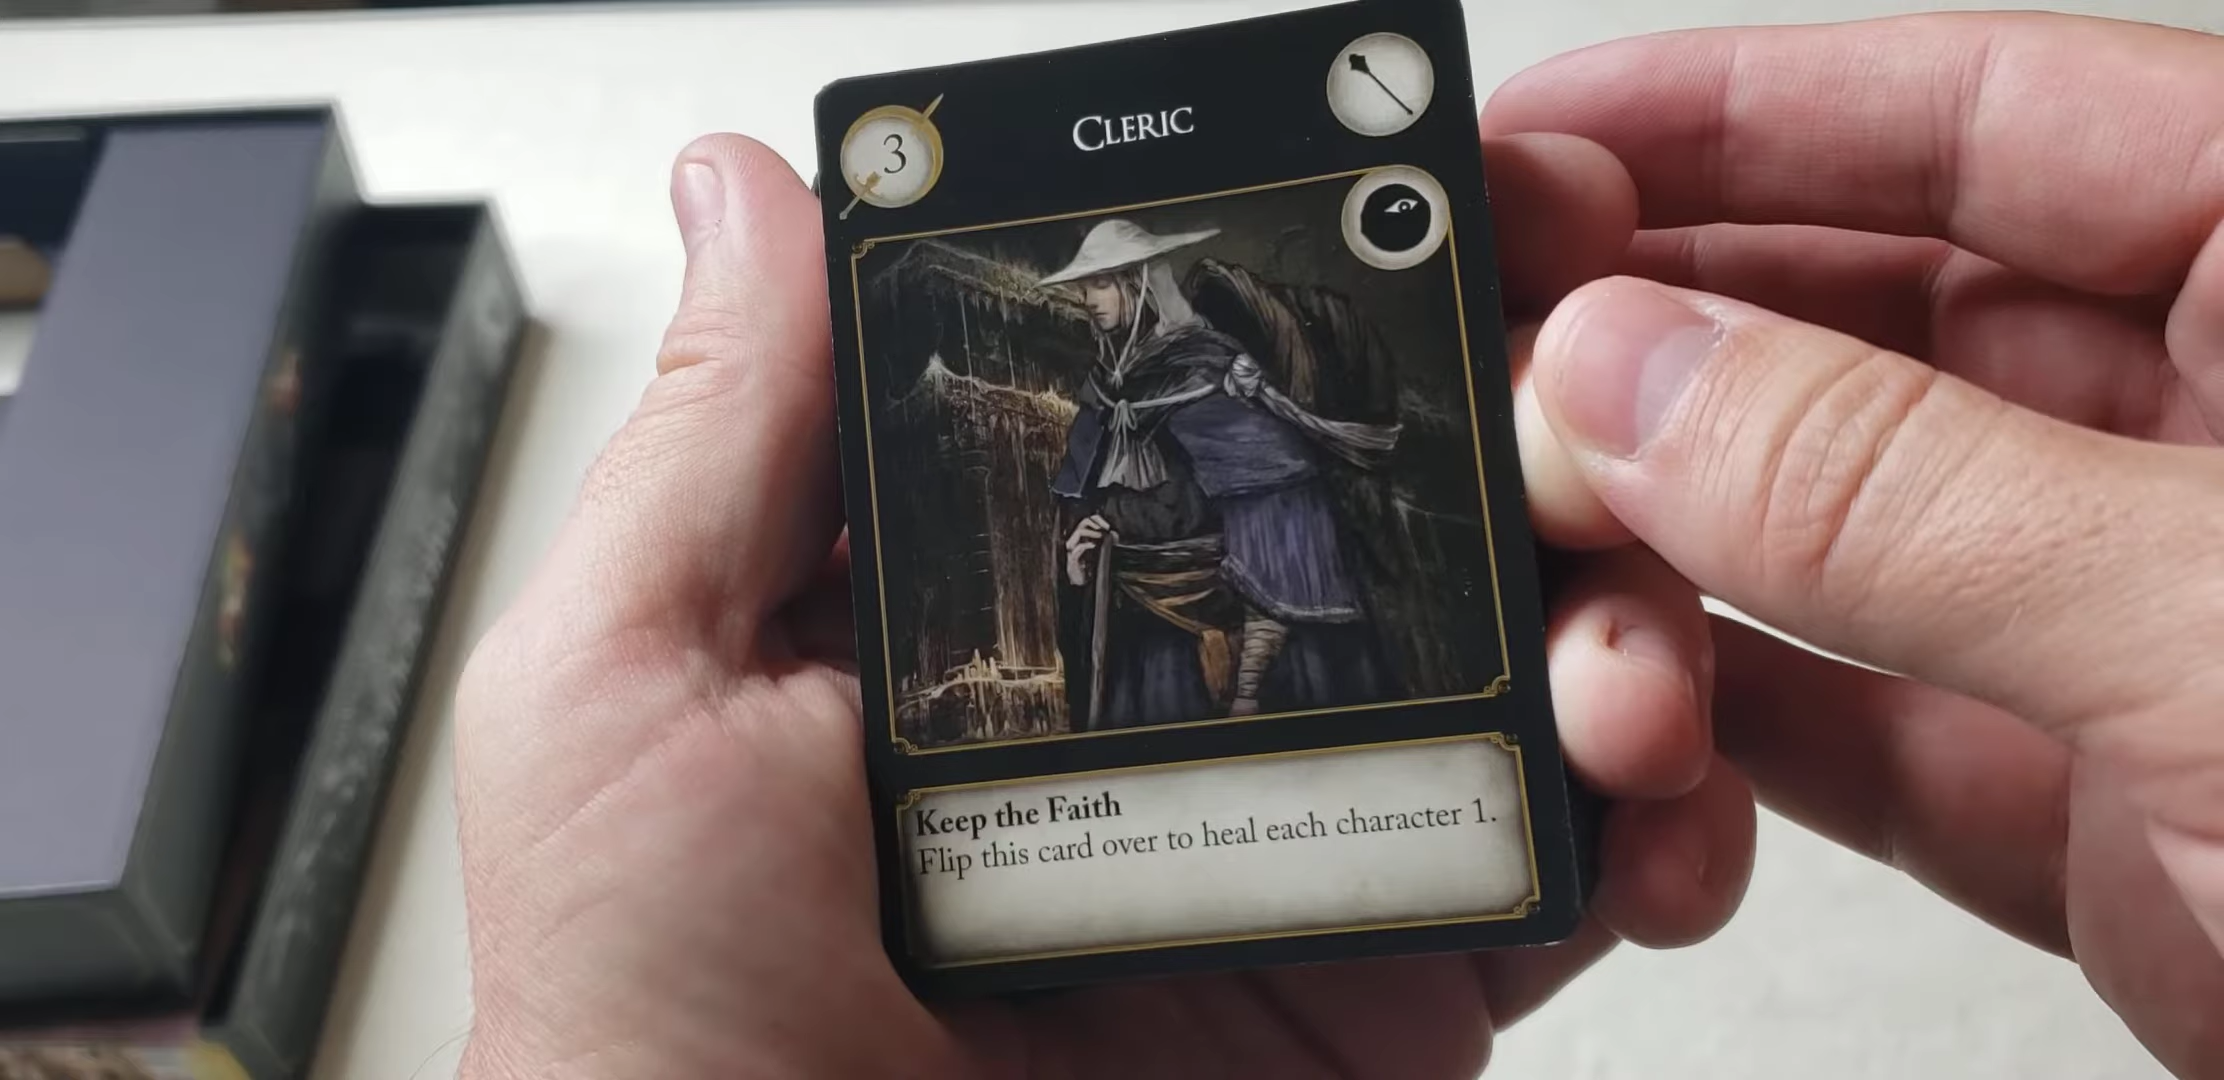 3
CLERIC
Keep the Faith
Flip this card over to heal each character 1.